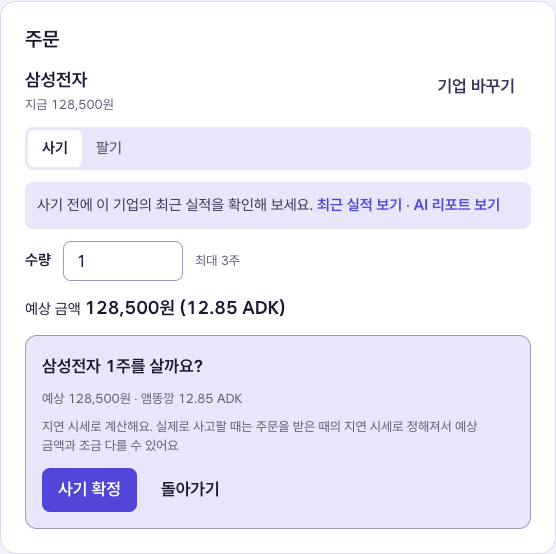 주문
삼성전자
지금 128,500원
기업 바꾸기
사기 팔기
사기 전에 이 기업의 최근 실적을 확인해 보세요. 최근 실적 보기 · AI 리포트 보기
수량 1 최대 3주
예상 금액 128,500원 (12.85 ADK)
삼성전자 1주를 살까요?
예상 128,500원 · 앰똥깡 12.85 ADK
지연 시세로 계산해요. 실제로 사고팔 때는 주문을 받은 때의 지연 시세로 정해져서 예상
금액과 조금 다를 수 있어요
사기 확정 돌아가기